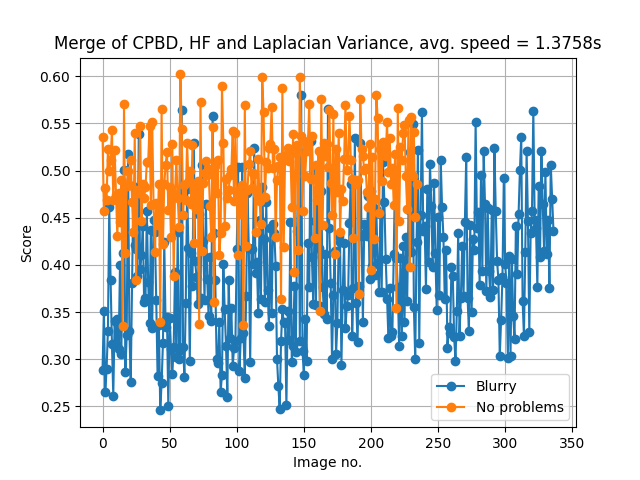 Merge of CPBD, HF and Laplacian Variance, avg. speed = 1.3758s
0.60
0.55
0.50
0.45
0.40
0.35
0.30
0.25
Score
0 50 100 150 200 250 300 350
Image no.
Blurry
No problems